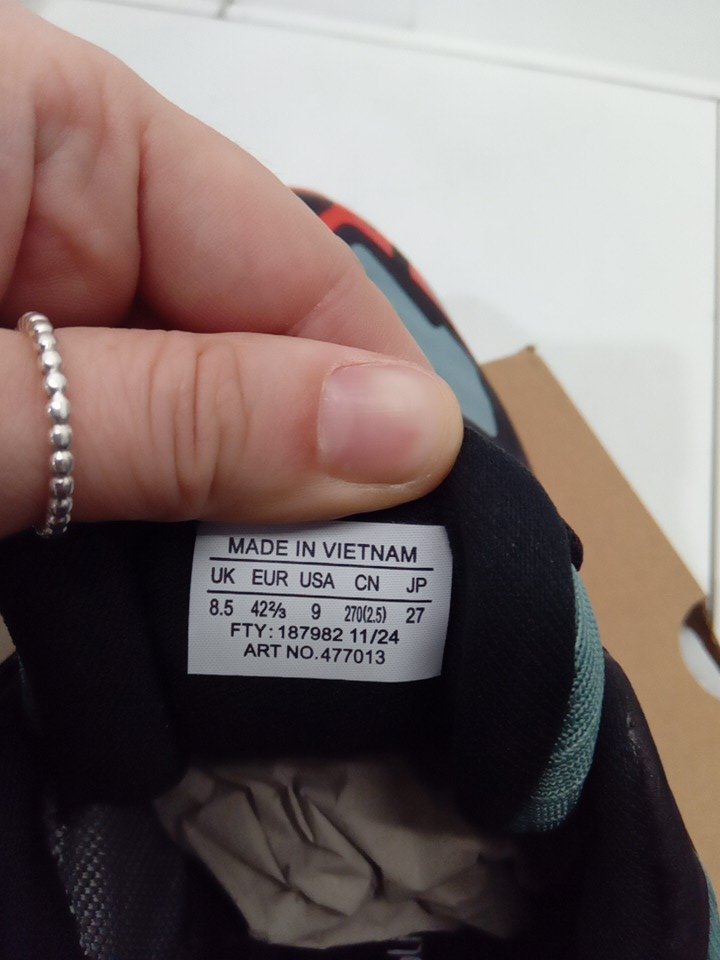 MADE IN VIETNAM
UK EUR USA CN JP
8.5 42⅔ 9 270(2.5) 27
FTY: 187982 11/24
ART NO.477013